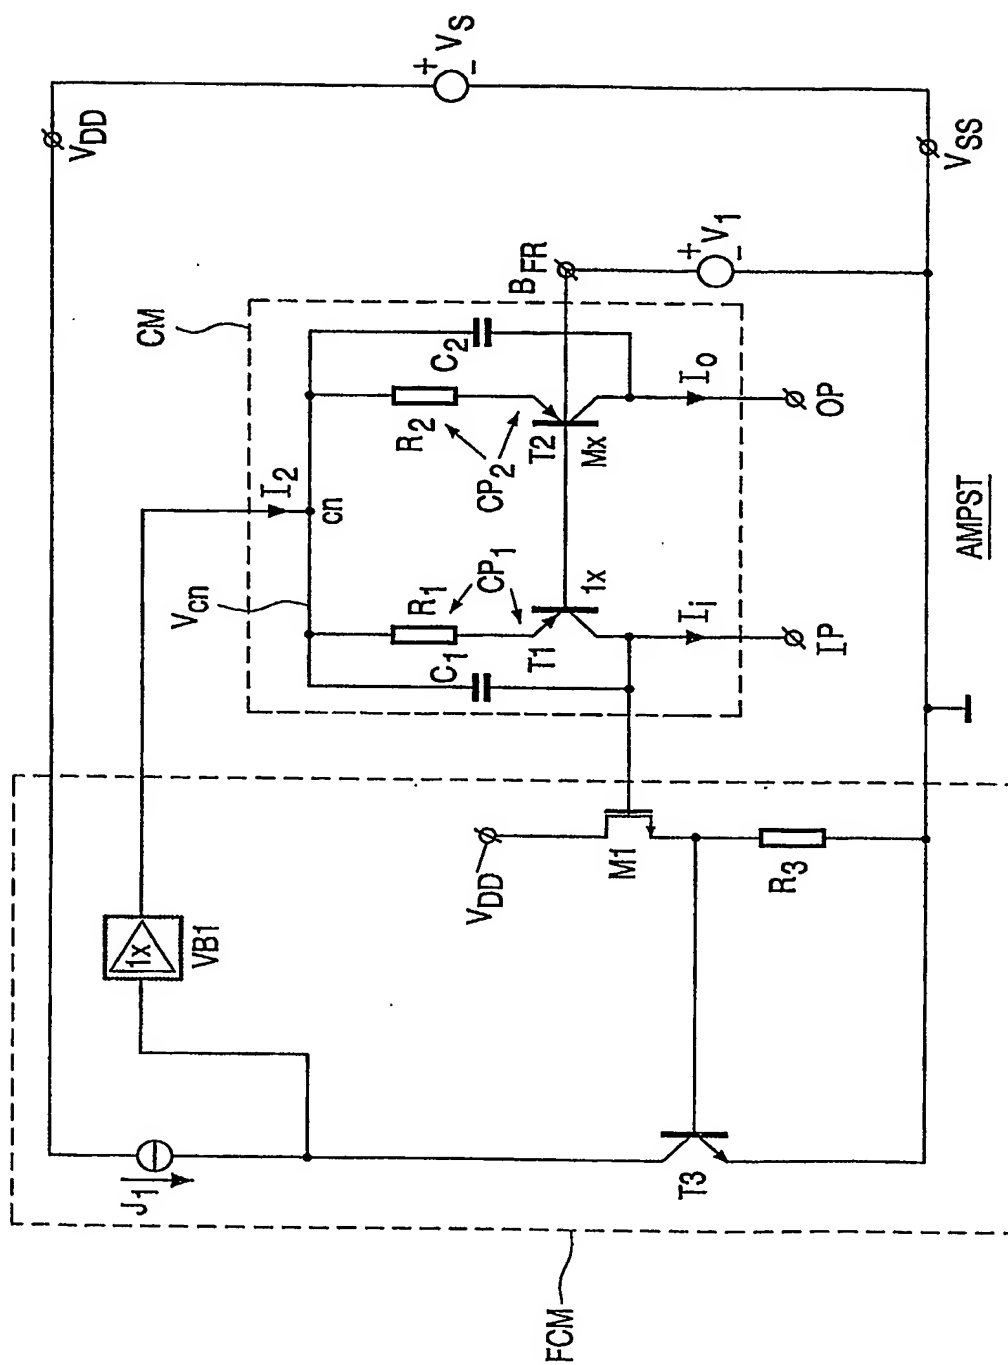 V_DD
V_S
+
-
CM
VB1
1x
J_1
I_2
V_cn
cn
C_1
R_1
CP_1
CP_2
R_2
C_2
B_FR
T1
1x
T2
Mx
V_1
+
-
V_DD
M1
I_i
I_o
IP
OP
T3
R_3
V_SS
FCM
AMPST